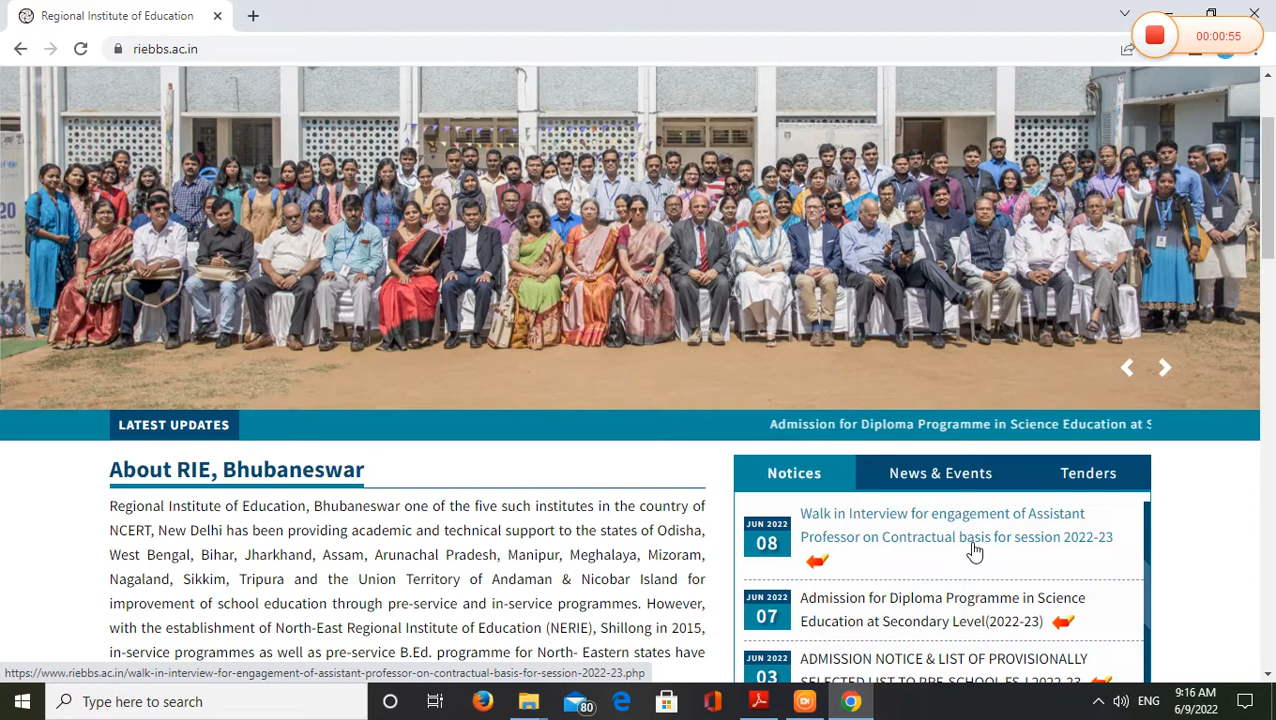 Regional Institute of Education
00:00:55
riebbs.ac.in
20
LATEST UPDATES
Admission for Diploma Programme in Science Education at S
About RIE, Bhubaneswar
Regional Institute of Education, Bhubaneswar one of the five such institutes in the country of
NCERT, New Delhi has been providing academic and technical support to the states of Odisha,
West Bengal, Bihar, Jharkhand, Assam, Arunachal Pradesh, Manipur, Meghalaya, Mizoram,
Nagaland, Sikkim, Tripura and the Union Territory of Andaman & Nicobar Island for
improvement of school education through pre-service and in-service programmes. However,
with the establishment of North-East Regional Institute of Education (NERIE), Shillong in 2015,
in-service programmes as well as pre-service B.Ed. programme for North- Eastern states have
Notices News & Events Tenders
JUN 2022
08
Walk in Interview for engagement of Assistant
Professor on Contractual basis for session 2022-23
JUN 2022
07
Admission for Diploma Programme in Science
Education at Secondary Level(2022-23)
JUN 2022
03
ADMISSION NOTICE & LIST OF PROVISIONALLY
https://www.riebbs.ac.in/walk-in-interview-for-engagement-of-assistant-professor-on-contractual-basis-for-session-2022-23.php
Type here to search
80
ENG
9:16 AM
6/9/2022